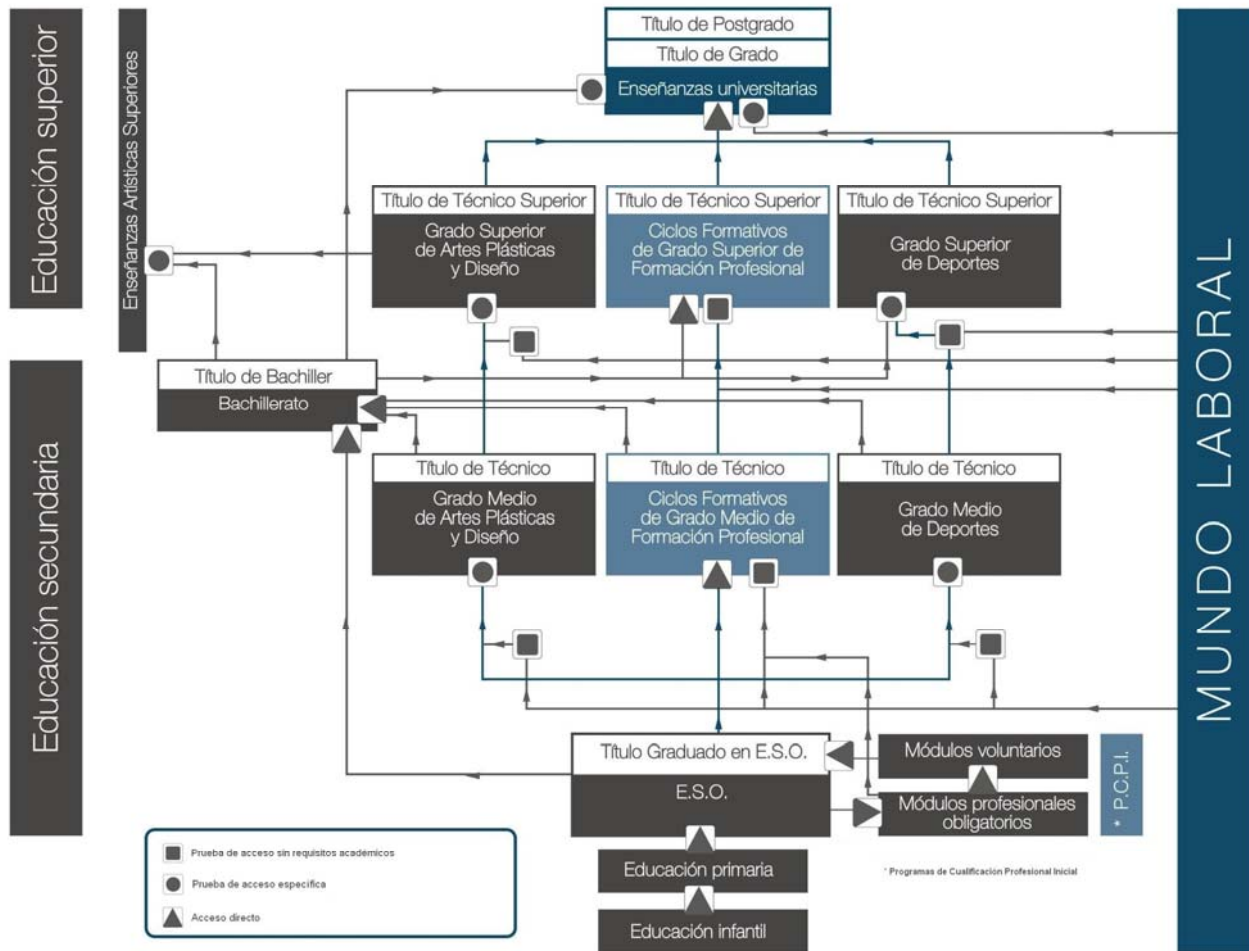 Educación superior
Enseñanzas Artísticas Superiores
Título de Postgrado
Título de Grado
Enseñanzas universitarias
Título de Técnico Superior
Grado Superior
de Artes Plásticas
y Diseño
Título de Técnico Superior
Ciclos Formativos
de Grado Superior de
Formación Profesional
Título de Técnico Superior
Grado Superior
de Deportes
MUNDO LABORAL
Educación secundaria
Título de Bachiller
Bachillerato
Título de Técnico
Grado Medio
de Artes Plásticas
y Diseño
Título de Técnico
Ciclos Formativos
de Grado Medio de
Formación Profesional
Título de Técnico
Grado Medio
de Deportes
Título Graduado en E.S.O.
E.S.O.
Módulos voluntarios
Módulos profesionales
obligatorios
* P.C.P.I.
Educación primaria
Educación infantil
* Programas de Cualificación Profesional Inicial
Prueba de acceso sin requisitos académicos
Prueba de acceso específica
Acceso directo